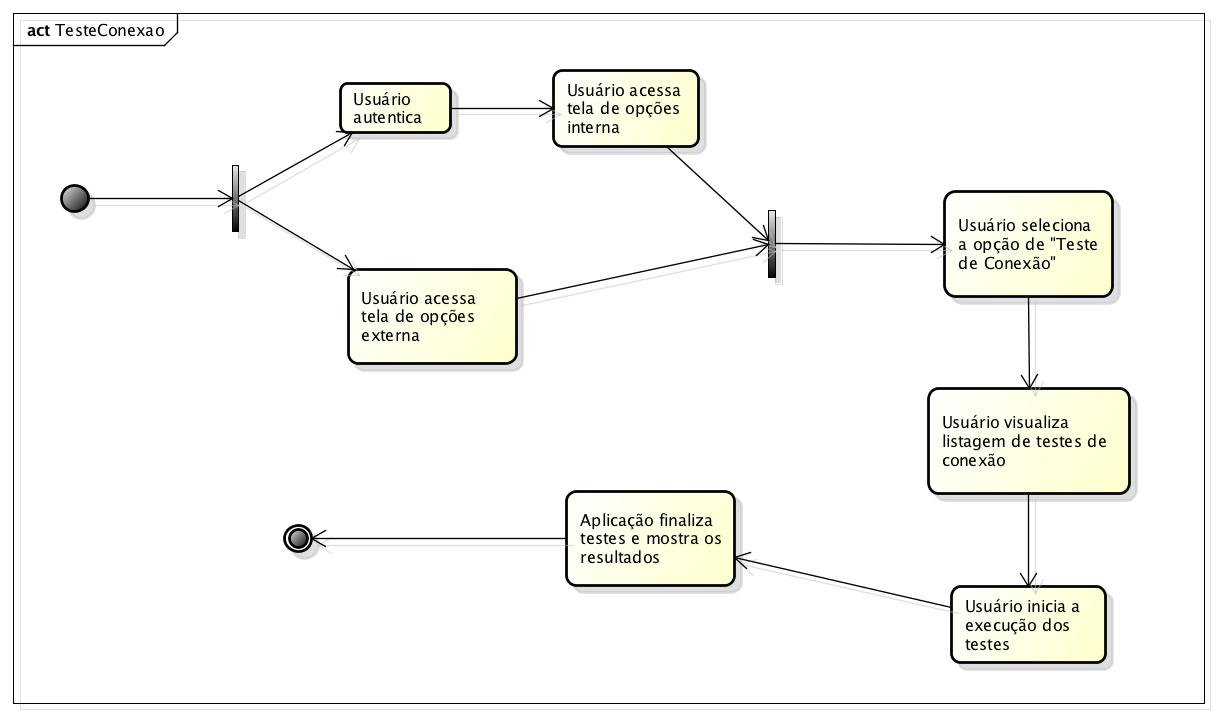 act TesteConexao
Usuário
autentica
Usuário acessa
tela de opções
interna
Usuário acessa
tela de opções
externa
Usuário seleciona
a opção de "Teste
de Conexão"
Usuário visualiza
listagem de testes de
conexão
Usuário inicia a
execução dos
testes
Aplicação finaliza
testes e mostra os
resultados